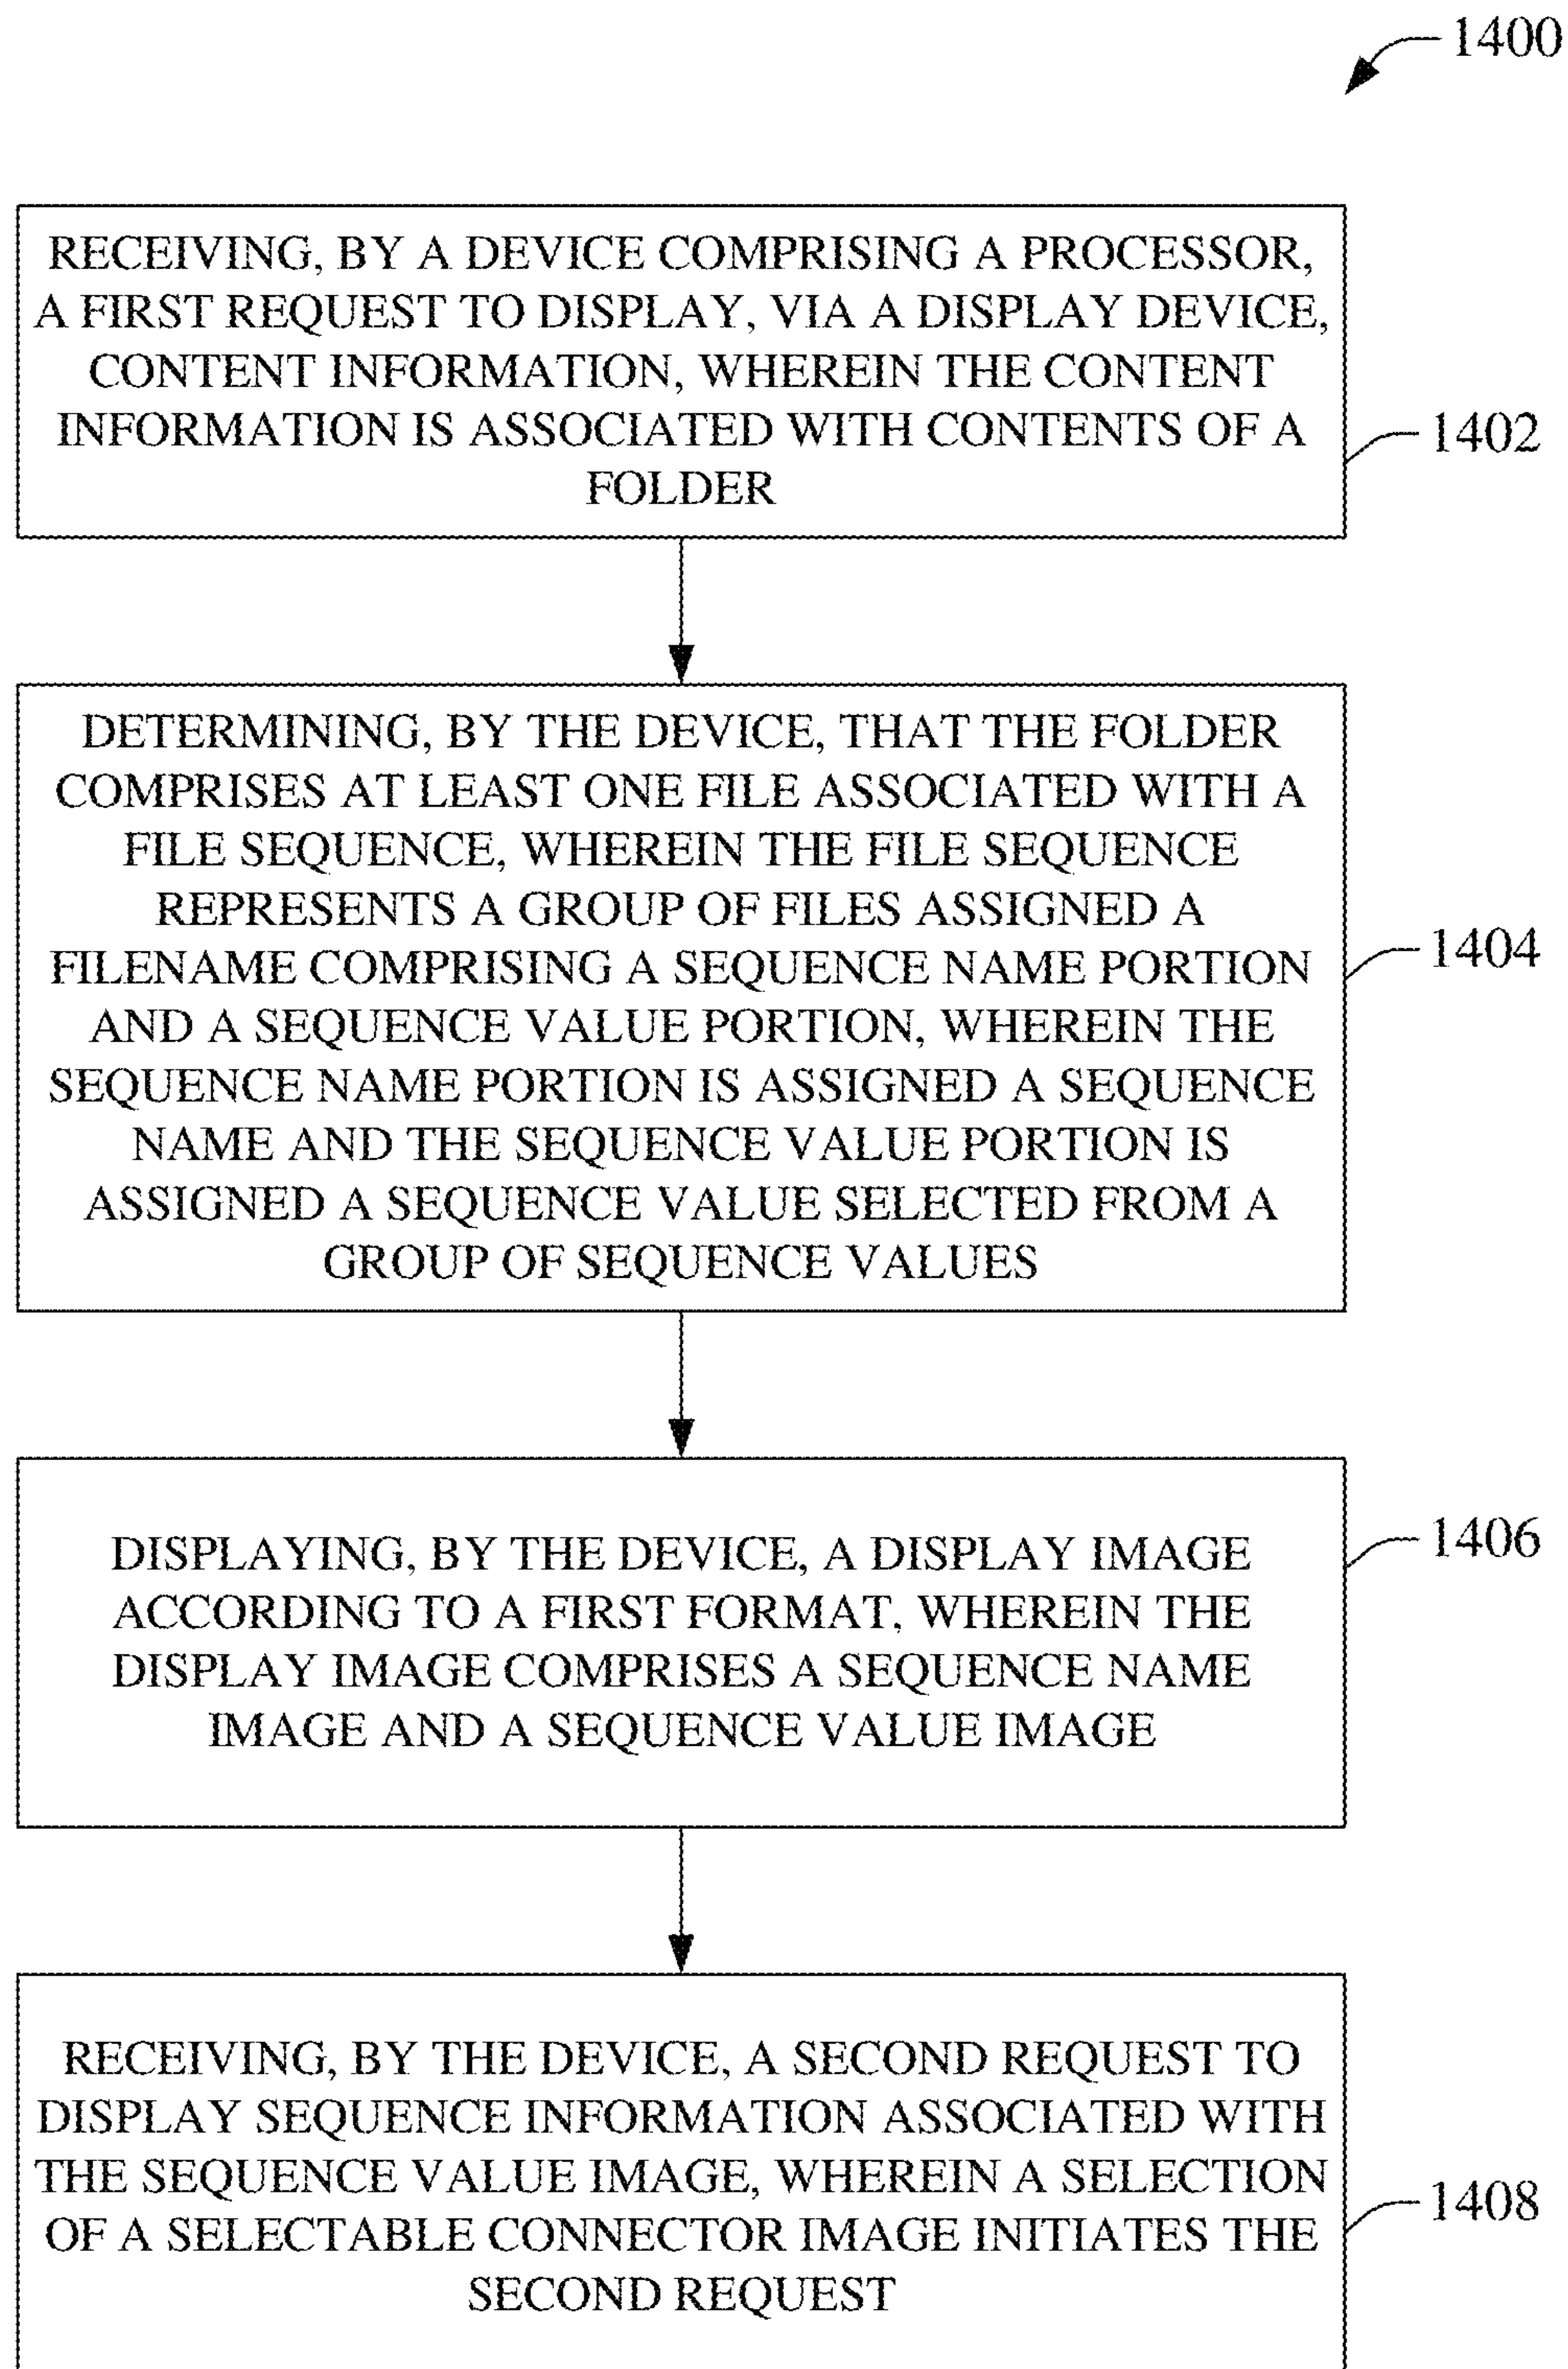 1400
RECEIVING, BY A DEVICE COMPRISING A PROCESSOR,
A FIRST REQUEST TO DISPLAY, VIA A DISPLAY DEVICE,
CONTENT INFORMATION, WHEREIN THE CONTENT
INFORMATION IS ASSOCIATED WITH CONTENTS OF A
FOLDER
1402
DETERMINING, BY THE DEVICE, THAT THE FOLDER
COMPRISES AT LEAST ONE FILE ASSOCIATED WITH A
FILE SEQUENCE, WHEREIN THE FILE SEQUENCE
REPRESENTS A GROUP OF FILES ASSIGNED A
FILENAME COMPRISING A SEQUENCE NAME PORTION
AND A SEQUENCE VALUE PORTION, WHEREIN THE
SEQUENCE NAME PORTION IS ASSIGNED A SEQUENCE
NAME AND THE SEQUENCE VALUE PORTION IS
ASSIGNED A SEQUENCE VALUE SELECTED FROM A
GROUP OF SEQUENCE VALUES
1404
DISPLAYING, BY THE DEVICE, A DISPLAY IMAGE
ACCORDING TO A FIRST FORMAT, WHEREIN THE
DISPLAY IMAGE COMPRISES A SEQUENCE NAME
IMAGE AND A SEQUENCE VALUE IMAGE
1406
RECEIVING, BY THE DEVICE, A SECOND REQUEST TO
DISPLAY SEQUENCE INFORMATION ASSOCIATED WITH
THE SEQUENCE VALUE IMAGE, WHEREIN A SELECTION
OF A SELECTABLE CONNECTOR IMAGE INITIATES THE
SECOND REQUEST
1408